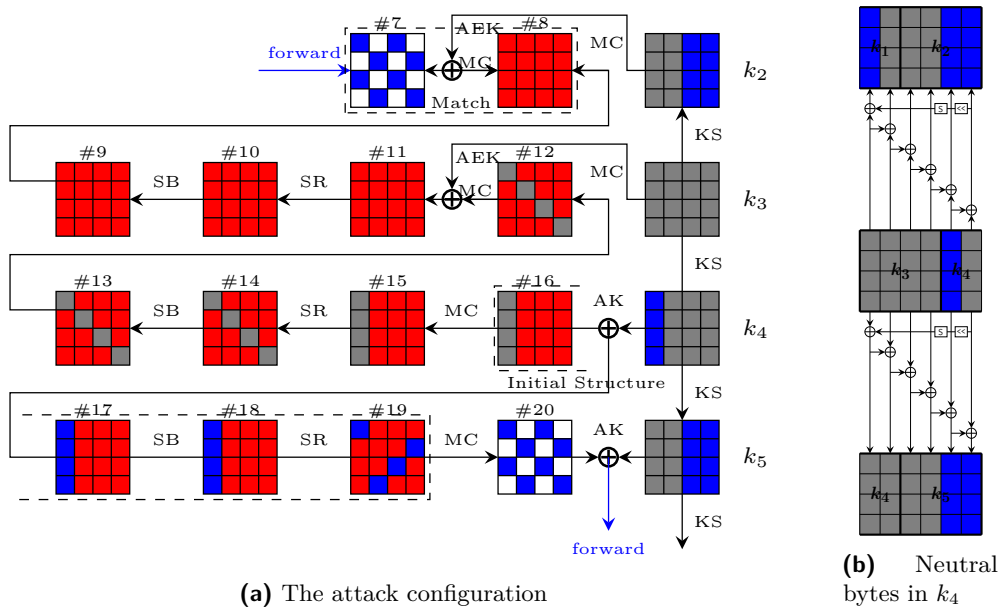 #7
#8
AEK
MC
MC
forward
Match
k2
k1
k2
S
<<
KS
#9
#10
#11
#12
AEK
MC
MC
SB
SR
k3
KS
k3
k4
#13
#14
#15
#16
AK
SB
SR
MC
k4
S
<<
Initial Structure
KS
#17
#18
#19
#20
AK
SB
SR
MC
k5
k4
k5
KS
forward
(a) The attack configuration
(b) Neutral
bytes in k4